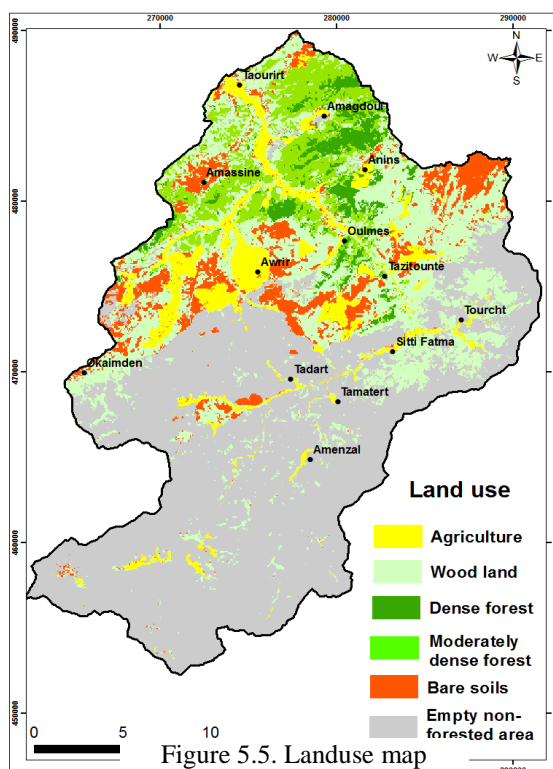 270000 280000 290000
490000
N
W E
S
Taourirt
Amagdour
Anins
Amassine
480000
Oulmes
Awrir
Tazitounte
Tourcht
Sitti Fatma
Okaimden
470000
Tadart
Tamatert
Amenzal
Land use
Agriculture
460000
Wood land
Dense forest
Moderately
dense forest
Bare soils
Empty non-
forested area
450000
0 5 10
Figure 5.5. Landuse map